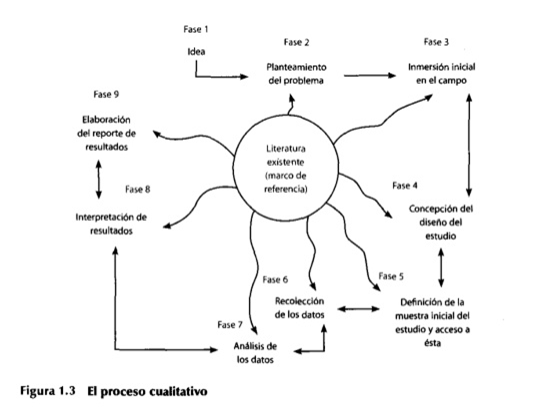 Fase 1
Idea
Fase 2
Planteamiento
del problema
Fase 3
Inmersión inicial
en el campo
Fase 9
Elaboración
del reporte de
resultados
Literatura
existente
(marco de
referencia)
Fase 8
Interpretación de
resultados
Fase 4
Concepción del
diseño del
estudio
Fase 6
Recolección
de los datos
Fase 5
Definición de la
muestra inicial del
estudio y acceso a
ésta
Fase 7
Análisis de
los datos
Figura 1.3 El proceso cualitativo